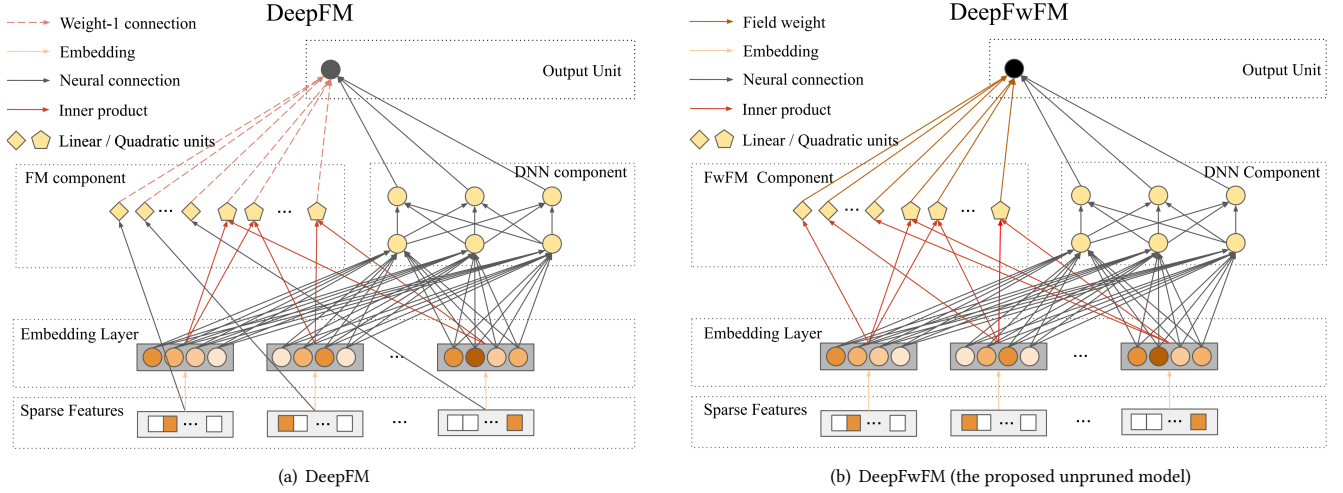 DeepFM
Weight-1 connection
Embedding
Neural connection
Inner product
Linear / Quadratic units
Output Unit
FM component
DNN component
...
...
Embedding Layer
...
Sparse Features
...
...
...
...
(a) DeepFM
DeepFwFM
Field weight
Embedding
Neural connection
Inner product
Linear / Quadratic units
Output Unit
FwFM Component
DNN Component
...
...
Embedding Layer
...
Sparse Features
...
...
...
...
(b) DeepFwFM (the proposed unpruned model)